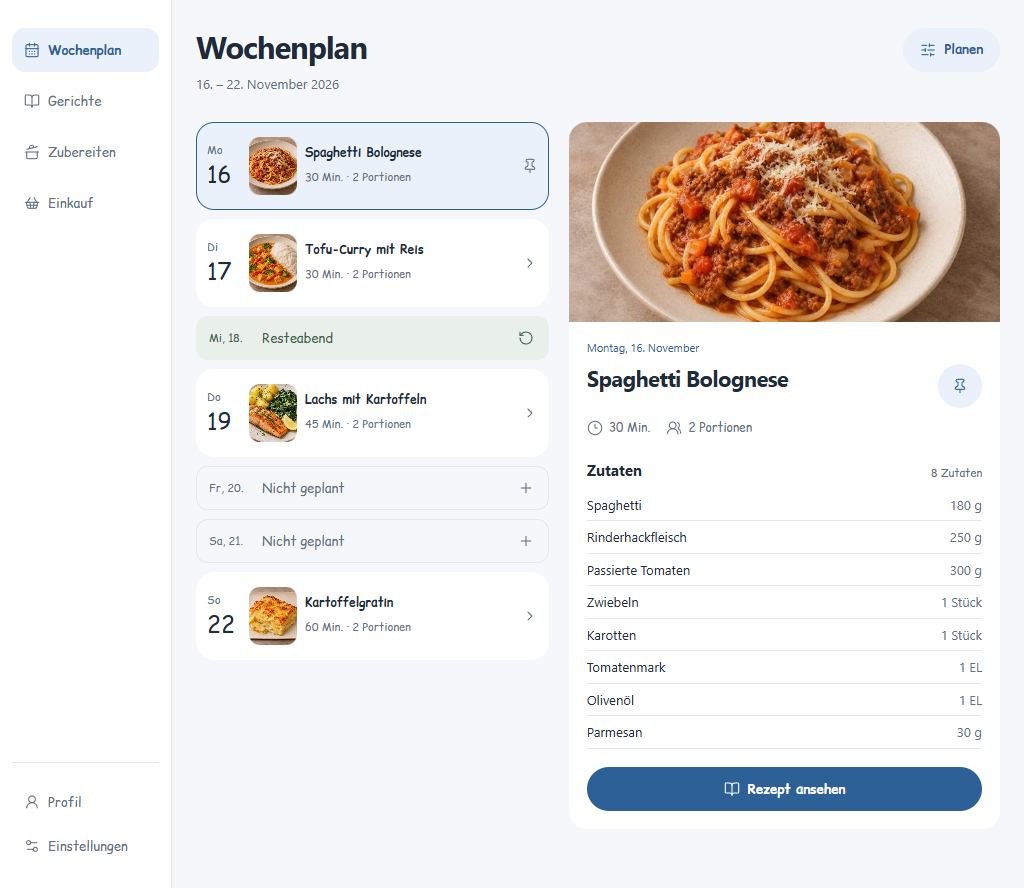 Wochenplan
Gerichte
Zubereiten
Einkauf
Profil
Einstellungen
Wochenplan
16. – 22. November 2026
Planen
Mo
16
Spaghetti Bolognese
30 Min. · 2 Portionen
Di
17
Tofu-Curry mit Reis
30 Min. · 2 Portionen
Mi, 18.
Resteabend
Do
19
Lachs mit Kartoffeln
45 Min. · 2 Portionen
Fr, 20.
Nicht geplant
Sa, 21.
Nicht geplant
So
22
Kartoffelgratin
60 Min. · 2 Portionen
Montag, 16. November
Spaghetti Bolognese
30 Min.
2 Portionen
Zutaten
8 Zutaten
Spaghetti 180 g
Rinderhackfleisch 250 g
Passierte Tomaten 300 g
Zwiebeln 1 Stück
Karotten 1 Stück
Tomatenmark 1 EL
Olivenöl 1 EL
Parmesan 30 g
Rezept ansehen